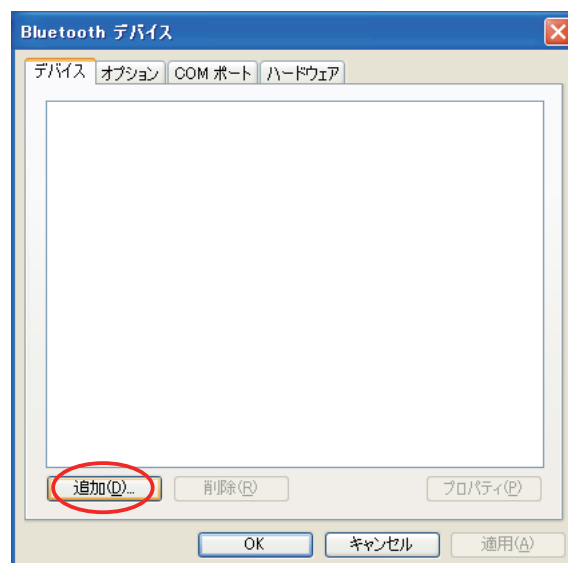 Bluetooth デバイス
デバイス オプション COM ポート ハードウェア
追加(D)... 削除(R) プロパティ(P)
OK キャンセル 適用(A)